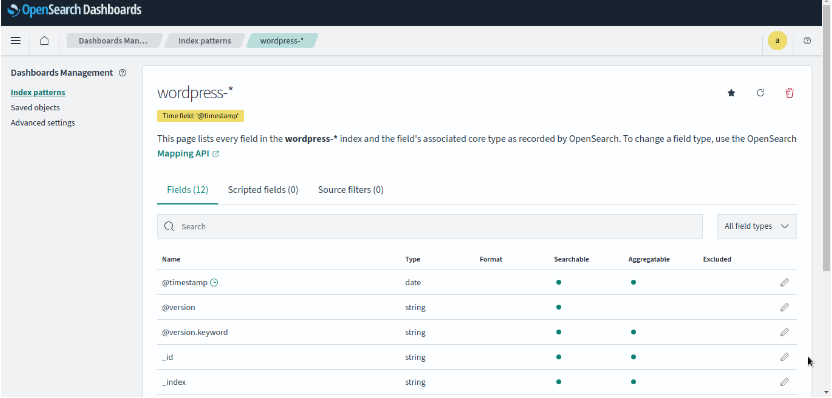 OpenSearch Dashboards
Dashboards Man... Index patterns wordpress-* a
Dashboards Management
Index patterns
Saved objects
Advanced settings
wordpress-*
Time field: '@timestamp'
This page lists every field in the wordpress-* index and the field's associated core type as recorded by OpenSearch. To change a field type, use the OpenSearch
Mapping API
Fields (12) Scripted fields (0) Source filters (0)
Search All field types
Name Type Format Searchable Aggregatable Excluded
@timestamp date
@version string
@version.keyword string
_id string
_index string